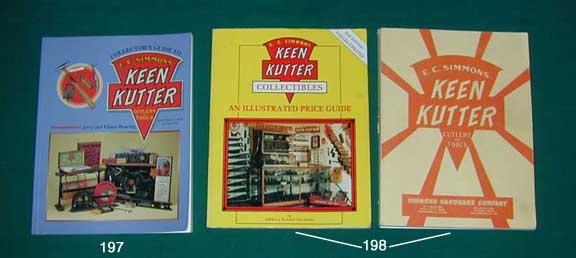 COLLECTOR'S GUIDE TO
E. C. SIMMONS
KEEN
KUTTER
CUTLERY
TOOLS
Jerry and Elaine Heuring
197
E. C. SIMMONS
KEEN
KUTTER
COLLECTIBLES
AN ILLUSTRATED PRICE GUIDE
E. C. SIMMONS
KEEN
KUTTER
CUTLERY
AND
TOOLS
SIMMONS HARDWARE COMPANY
198